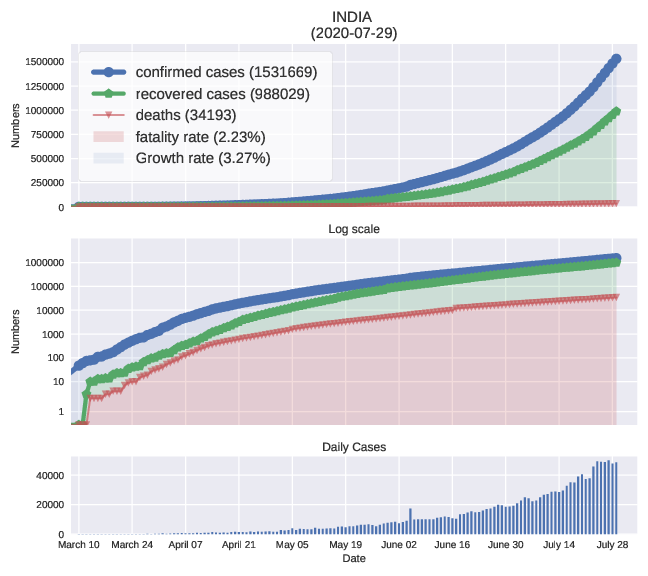 INDIA
(2020-07-29)
Numbers
1500000
1250000
1000000
750000
500000
250000
0
confirmed cases (1531669)
recovered cases (988029)
deaths (34193)
fatality rate (2.23%)
Growth rate (3.27%)
Log scale
Numbers
1000000
100000
10000
1000
100
10
1
Daily Cases
40000
20000
0
March 10 March 24 April 07 April 21 May 05 May 19 June 02 June 16 June 30 July 14 July 28
Date